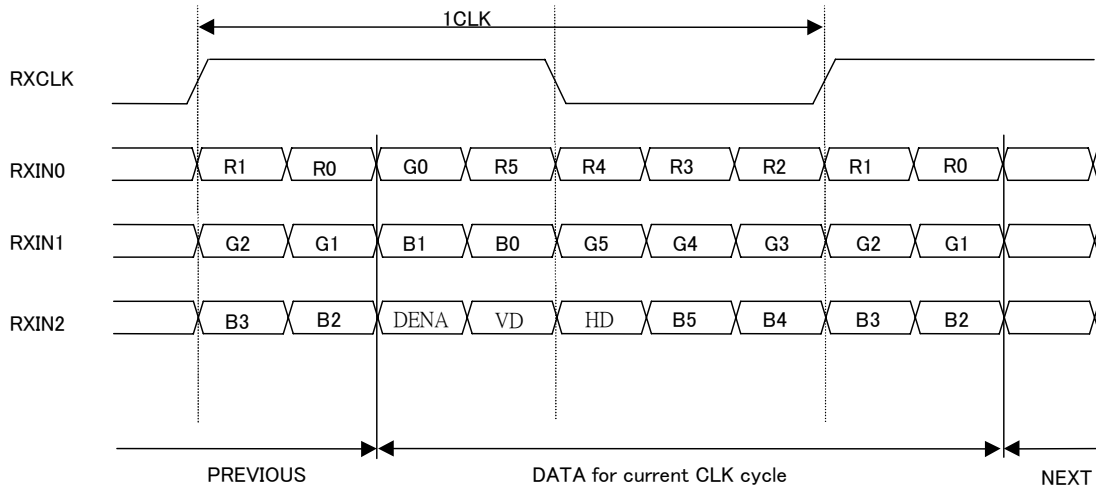 1CLK
RXCLK
RXIN0 R1 R0 G0 R5 R4 R3 R2 R1 R0
RXIN1 G2 G1 B1 B0 G5 G4 G3 G2 G1
RXIN2 B3 B2 DENA VD HD B5 B4 B3 B2
PREVIOUS DATA for current CLK cycle NEXT